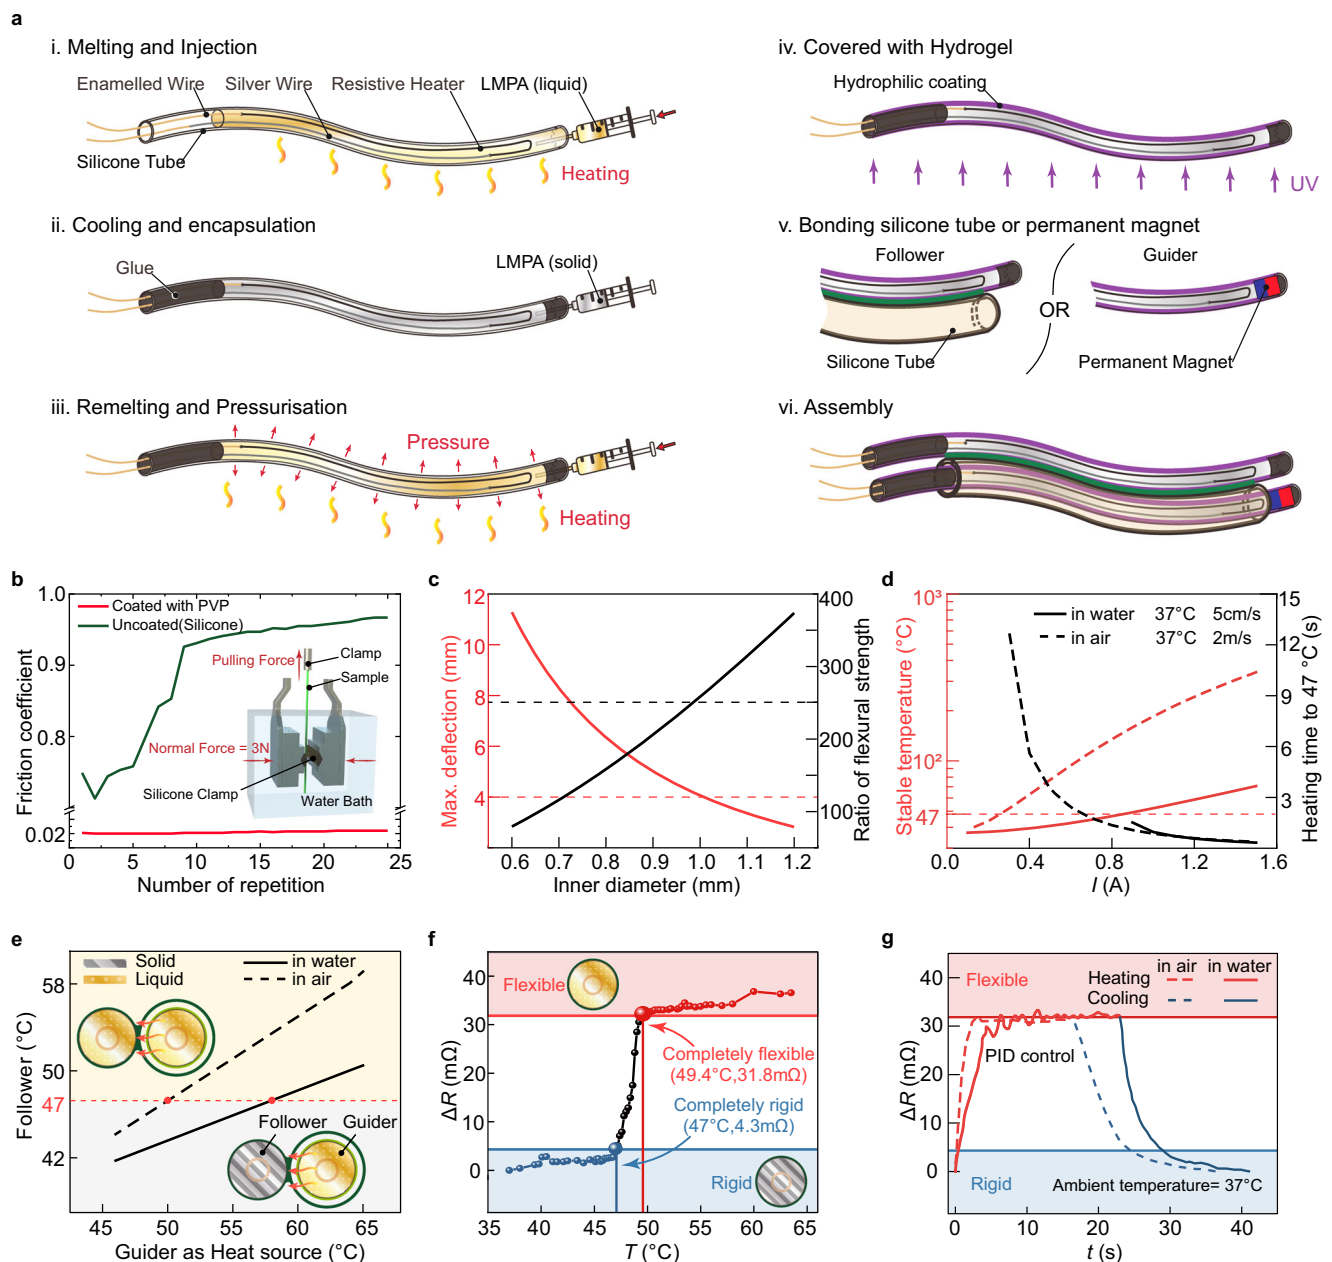 a
i. Melting and Injection
Enamelled Wire
Silver Wire
Resistive Heater
LMPA (liquid)
Silicone Tube
Heating
ii. Cooling and encapsulation
Glue
LMPA (solid)
iii. Remelting and Pressurisation
Pressure
Heating
iv. Covered with Hydrogel
Hydrophilic coating
UV
v. Bonding silicone tube or permanent magnet
Follower
Guider
OR
Silicone Tube
Permanent Magnet
vi. Assembly
b
Friction coefficient
1.0
0.9
0.8
0.02
Coated with PVP
Uncoated(Silicone)
Pulling Force
Clamp
Sample
Normal Force = 3N
Silicone Clamp
Water Bath
0 5 10 15 20 25
Number of repetition
c
Max. deflection (mm)
12
10
8
6
4
2
400
300
200
100
0
Ratio of flexural strength
0.6 0.7 0.8 0.9 1.0 1.1 1.2
Inner diameter (mm)
d
Stable temperature (°C)
10³
10²
47
in water 37°C 5cm/s
in air 37°C 2m/s
15
12
9
6
3
0
Heating time to 47 °C (s)
0.0 0.4 0.8 1.2 1.6
I (A)
e
Follower (°C)
58
50
47
42
Solid
Liquid
in water
in air
Follower
Guider
45 50 55 60 65
Guider as Heat source (°C)
f
ΔR (mΩ)
40
30
20
10
0
Flexible
Completely flexible
(49.4°C,31.8mΩ)
Completely rigid
(47°C,4.3mΩ)
Rigid
35 40 45 50 55 60 65
T (°C)
g
ΔR (mΩ)
40
30
20
10
0
Flexible
in air in water
Heating
Cooling
PID control
Rigid
Ambient temperature= 37°C
0 10 20 30 40
t (s)